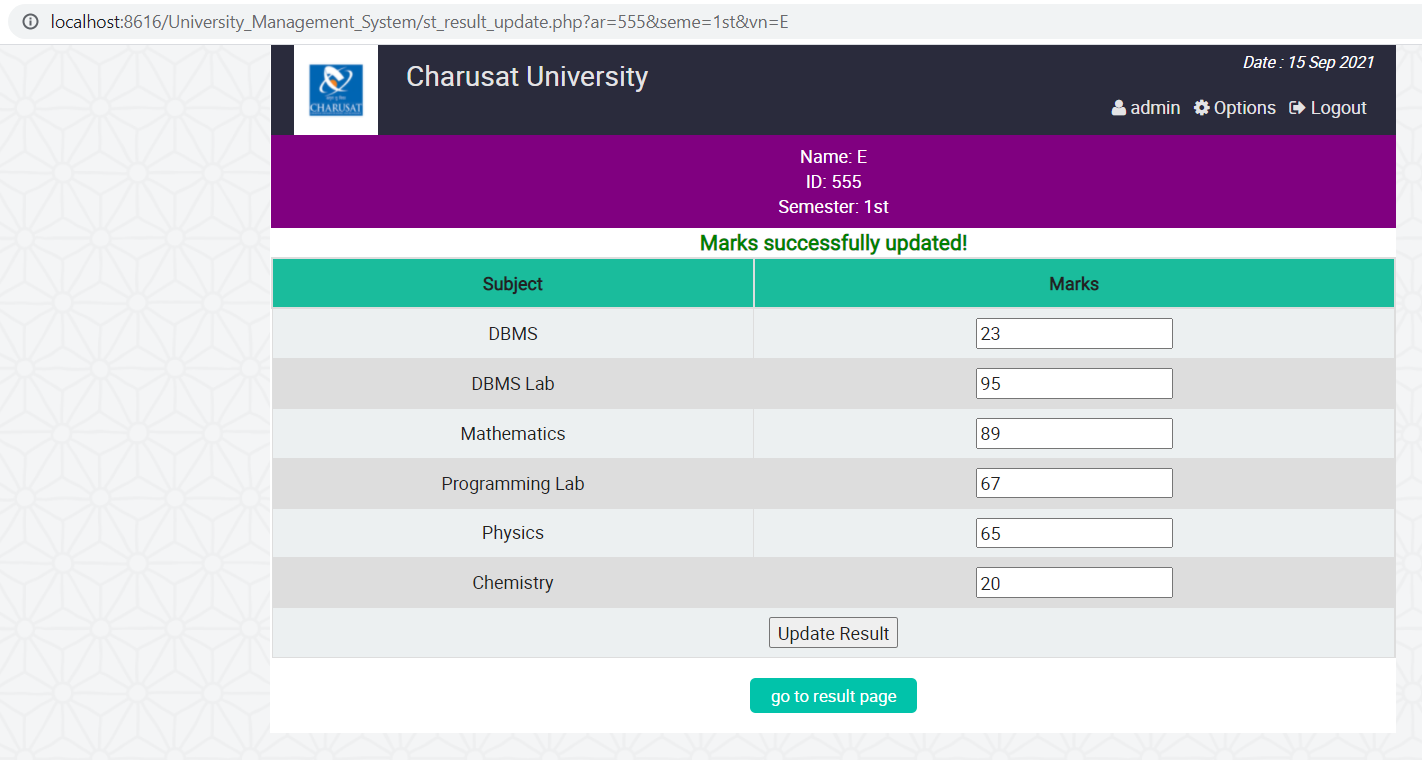 localhost:8616/University_Management_System/st_result_update.php?ar=555&seme=1st&vn=E
CHARUSAT
Charusat University
Date : 15 Sep 2021
admin Options Logout
Name: E
ID: 555
Semester: 1st
Marks successfully updated!
Subject Marks
DBMS 23
DBMS Lab 95
Mathematics 89
Programming Lab 67
Physics 65
Chemistry 20
Update Result
go to result page